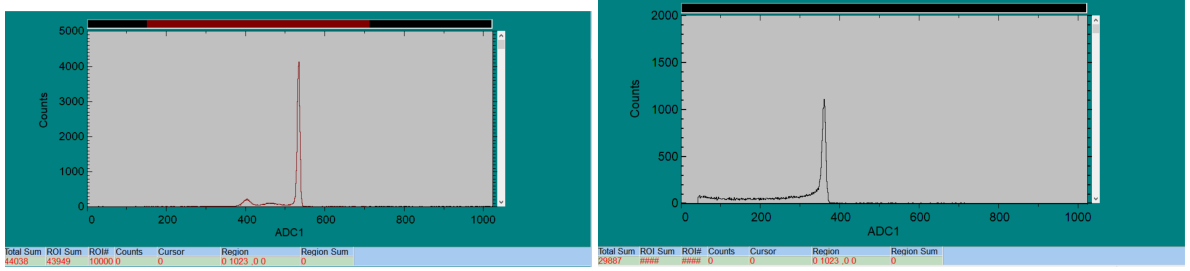 5000
4000
3000
2000
1000
0
Counts
0 200 400 600 800 1000
ADC1
Total Sum ROI Sum ROI# Counts Cursor Region Region Sum
44038 43949 10000 0 0 0 1023 ,0 0 0
2000
1500
1000
500
0
Counts
0 200 400 600 800 1000
ADC1
Total Sum ROI Sum ROI# Counts Cursor Region Region Sum
29887 #### #### 0 0 0 1023 ,0 0 0